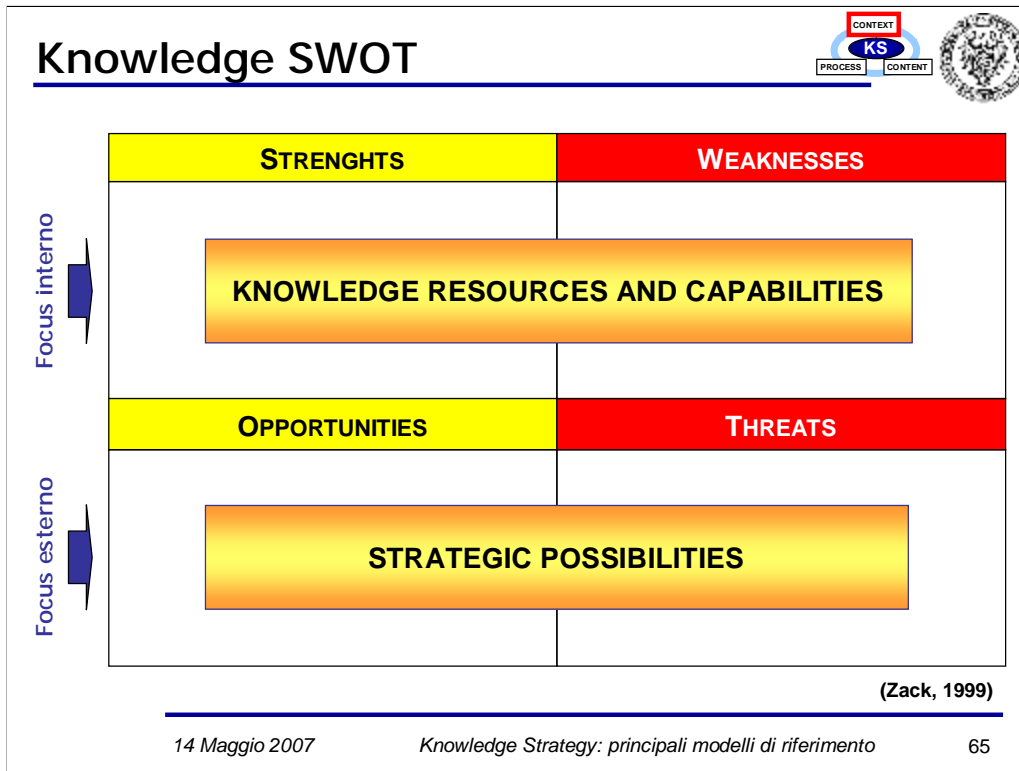 Knowledge SWOT
CONTEXT
KS
PROCESS
CONTENT
STRENGHTS
WEAKNESSES
Focus interno
KNOWLEDGE RESOURCES AND CAPABILITIES
OPPORTUNITIES
THREATS
Focus esterno
STRATEGIC POSSIBILITIES
(Zack, 1999)
14 Maggio 2007
Knowledge Strategy: principali modelli di riferimento
65